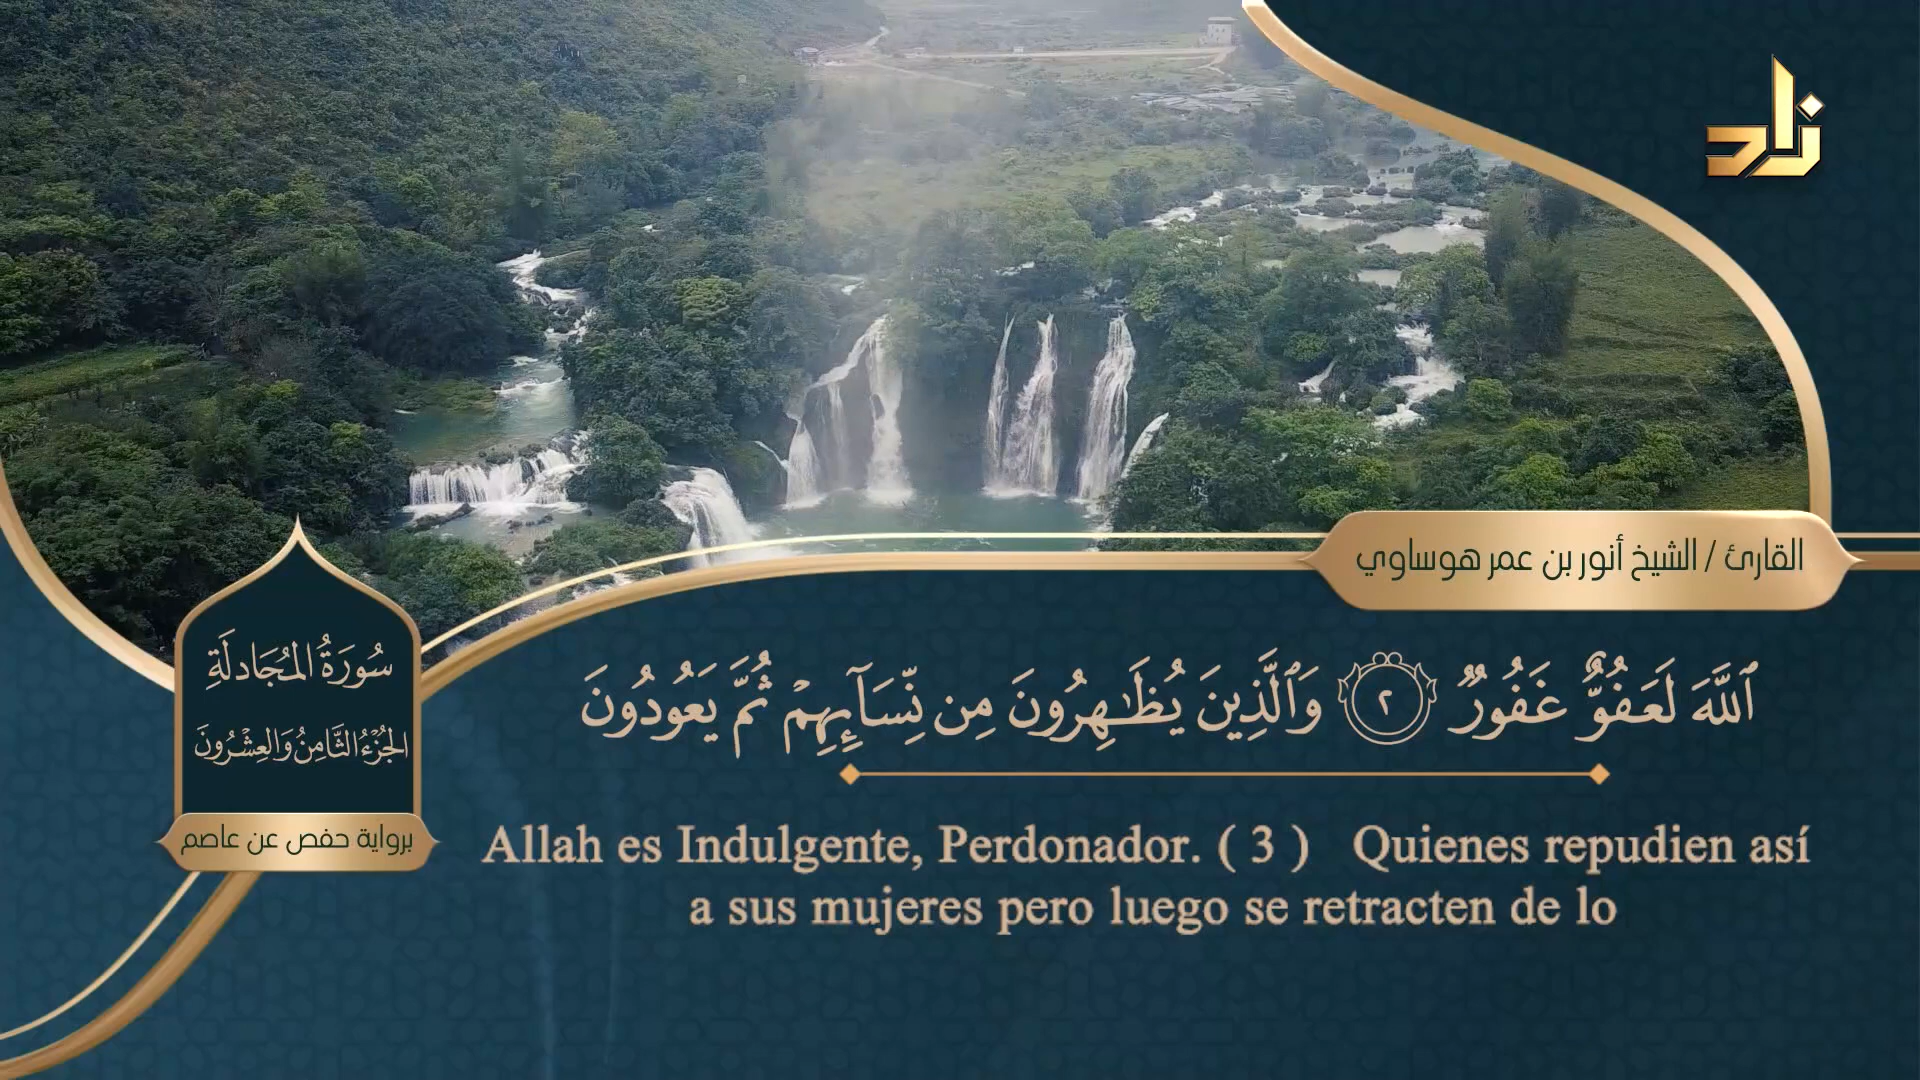 زاد
القارئ / الشيخ أنور بن عمر هوساوي
سُورَةُ المُجَادلَةِ
الجُزْءُ الثَّامِنُ وَالعِشْرُونَ
برواية حفص عن عاصم
ٱللَّهَ لَعَفُوٌّ غَفُورٌ ٢ وَٱلَّذِينَ يُظَـٰهِرُونَ مِن نِّسَآئِهِمْ ثُمَّ يَعُودُونَ
Allah es Indulgente, Perdonador. ( 3 ) Quienes repudien así
a sus mujeres pero luego se retracten de lo